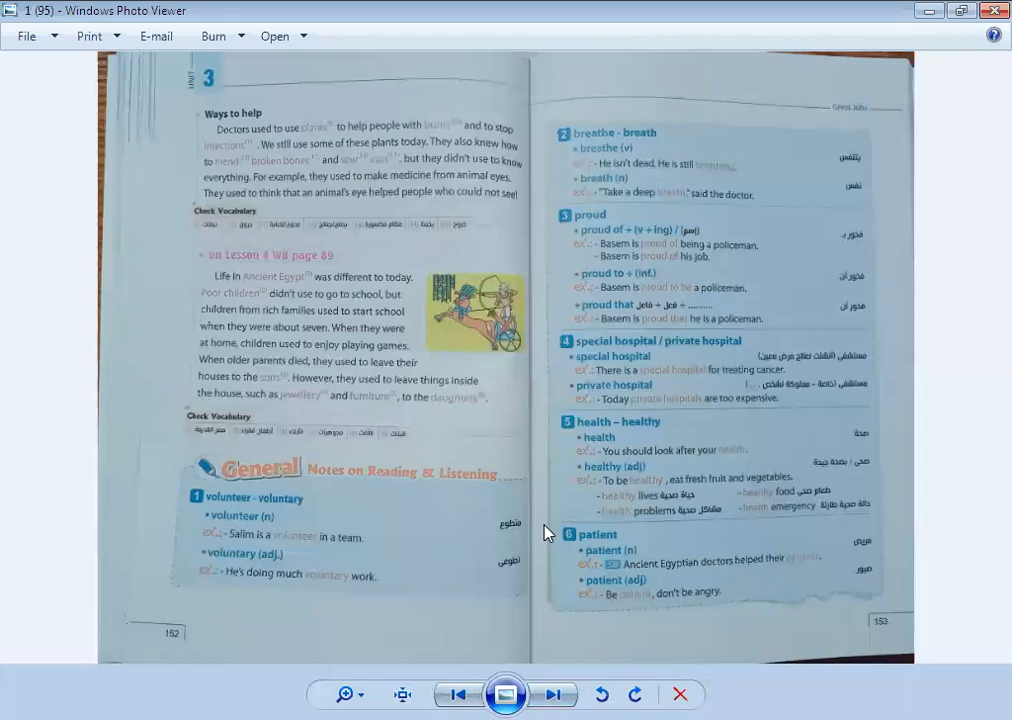 1 (95) - Windows Photo Viewer
File Print E-mail Burn Open
UNIT 3
Ways to help
Doctors used to use plants to help people with burns and to stop
infections. We still use some of these plants today. They also knew how
to mend broken bones and sew cuts, but they didn't use to know
everything. For example, they used to make medicine from animal eyes.
They used to think that an animal's eye helped people who could not see!
Check Vocabulary
on Lesson 4 WB page 89
Life in Ancient Egypt was different to today.
Poor children didn't use to go to school, but
children from rich families used to start school
when they were about seven. When they were
at home, children used to enjoy playing games.
When older parents died, they used to leave their
houses to the sons. However, they used to leave things inside
the house, such as jewellery and furniture, to the daughters.
Check Vocabulary
General Notes on Reading & Listening
1 volunteer - voluntary
• volunteer (n) متطوع
ex.: - Salim is a volunteer in a team.
• voluntary (adj.) تطوعى
ex.: - He's doing much voluntary work.
152
Great Jobs
2 breathe - breath
• breathe (v) يتنفس
ex.: - He isn't dead. He is still breathing.
• breath (n) نفس
ex.: - "Take a deep breath," said the doctor.
3 proud
• proud of + (v + ing) / (إسم) فخور بـ
ex.: - Basem is proud of being a policeman.
- Basem is proud of his job.
• proud to + (inf.) فخور أن
ex.: - Basem is proud to be a policeman.
• proud that فعل + فاعل + .......... فخور أن
ex.: - Basem is proud that he is a policeman.
4 special hospital / private hospital
• special hospital مستشفى (أنشئت لعلاج مرض معين)
ex.: - There is a special hospital for treating cancer.
• private hospital مستشفى (خاصة - مملوكة لشخص ....)
ex.: - Today private hospitals are too expensive.
5 health - healthy
• health صحة
ex.: - You should look after your health.
• healthy (adj) صحى / بصحة جيدة
ex.: - To be healthy, eat fresh fruit and vegetables.
- healthy lives حياة صحية - healthy food طعام صحى
- health problems مشاكل صحية - health emergency حالة صحية طارئة
6 patient
• patient (n) مريض
ex.: - SB Ancient Egyptian doctors helped their patients.
• patient (adj) صبور
ex.: - Be patient, don't be angry.
153